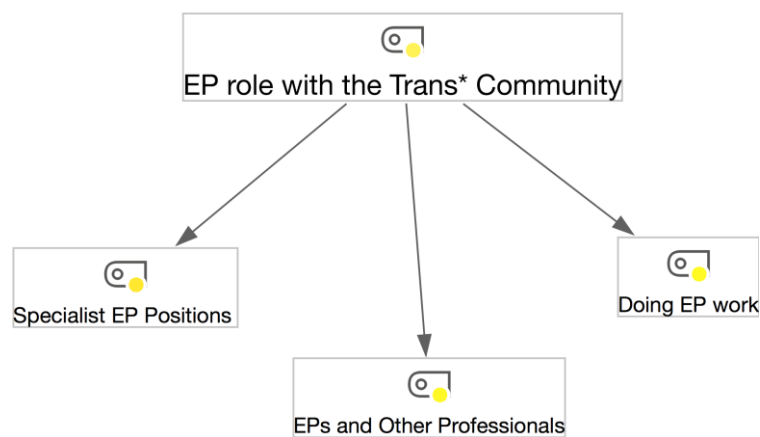 EP role with the Trans* Community
Specialist EP Positions
Doing EP work
EPs and Other Professionals